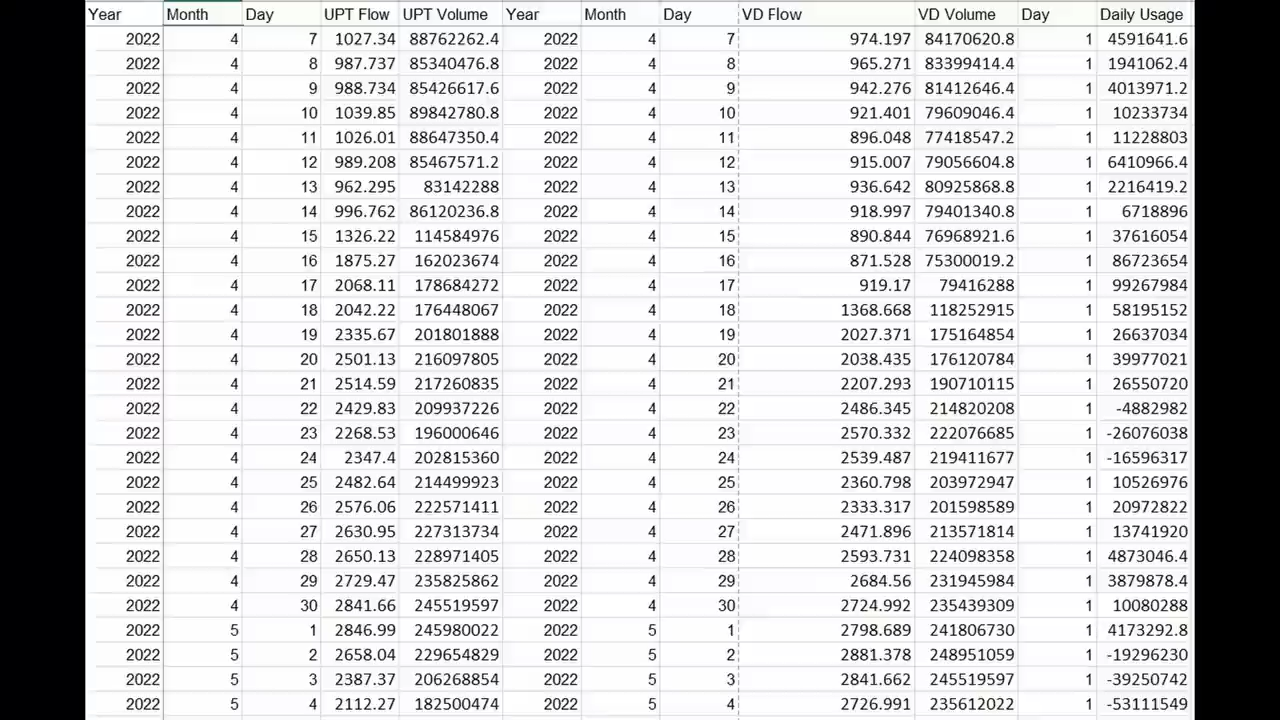 Year Month Day UPT Flow UPT Volume Year Month Day VD Flow VD Volume Day Daily Usage
2022 4 7 1027.34 88762262.4 2022 4 7 974.197 84170620.8 1 4591641.6
2022 4 8 987.737 85340476.8 2022 4 8 965.271 83399414.4 1 1941062.4
2022 4 9 988.734 85426617.6 2022 4 9 942.276 81412646.4 1 4013971.2
2022 4 10 1039.85 89842780.8 2022 4 10 921.401 79609046.4 1 10233734
2022 4 11 1026.01 88647350.4 2022 4 11 896.048 77418547.2 1 11228803
2022 4 12 989.208 85467571.2 2022 4 12 915.007 79056604.8 1 6410966.4
2022 4 13 962.295 83142288 2022 4 13 936.642 80925868.8 1 2216419.2
2022 4 14 996.762 86120236.8 2022 4 14 918.997 79401340.8 1 6718896
2022 4 15 1326.22 114584976 2022 4 15 890.844 76968921.6 1 37616054
2022 4 16 1875.27 162023674 2022 4 16 871.528 75300019.2 1 86723654
2022 4 17 2068.11 178684272 2022 4 17 919.17 79416288 1 99267984
2022 4 18 2042.22 176448067 2022 4 18 1368.668 118252915 1 58195152
2022 4 19 2335.67 201801888 2022 4 19 2027.371 175164854 1 26637034
2022 4 20 2501.13 216097805 2022 4 20 2038.435 176120784 1 39977021
2022 4 21 2514.59 217260835 2022 4 21 2207.293 190710115 1 26550720
2022 4 22 2429.83 209937226 2022 4 22 2486.345 214820208 1 -4882982
2022 4 23 2268.53 196000646 2022 4 23 2570.332 222076685 1 -26076038
2022 4 24 2347.4 202815360 2022 4 24 2539.487 219411677 1 -16596317
2022 4 25 2482.64 214499923 2022 4 25 2360.798 203972947 1 10526976
2022 4 26 2576.06 222571411 2022 4 26 2333.317 201598589 1 20972822
2022 4 27 2630.95 227313734 2022 4 27 2471.896 213571814 1 13741920
2022 4 28 2650.13 228971405 2022 4 28 2593.731 224098358 1 4873046.4
2022 4 29 2729.47 235825862 2022 4 29 2684.56 231945984 1 3879878.4
2022 4 30 2841.66 245519597 2022 4 30 2724.992 235439309 1 10080288
2022 5 1 2846.99 245980022 2022 5 1 2798.689 241806730 1 4173292.8
2022 5 2 2658.04 229654829 2022 5 2 2881.378 248951059 1 -19296230
2022 5 3 2387.37 206268854 2022 5 3 2841.662 245519597 1 -39250742
2022 5 4 2112.27 182500474 2022 5 4 2726.991 235612022 1 -53111549